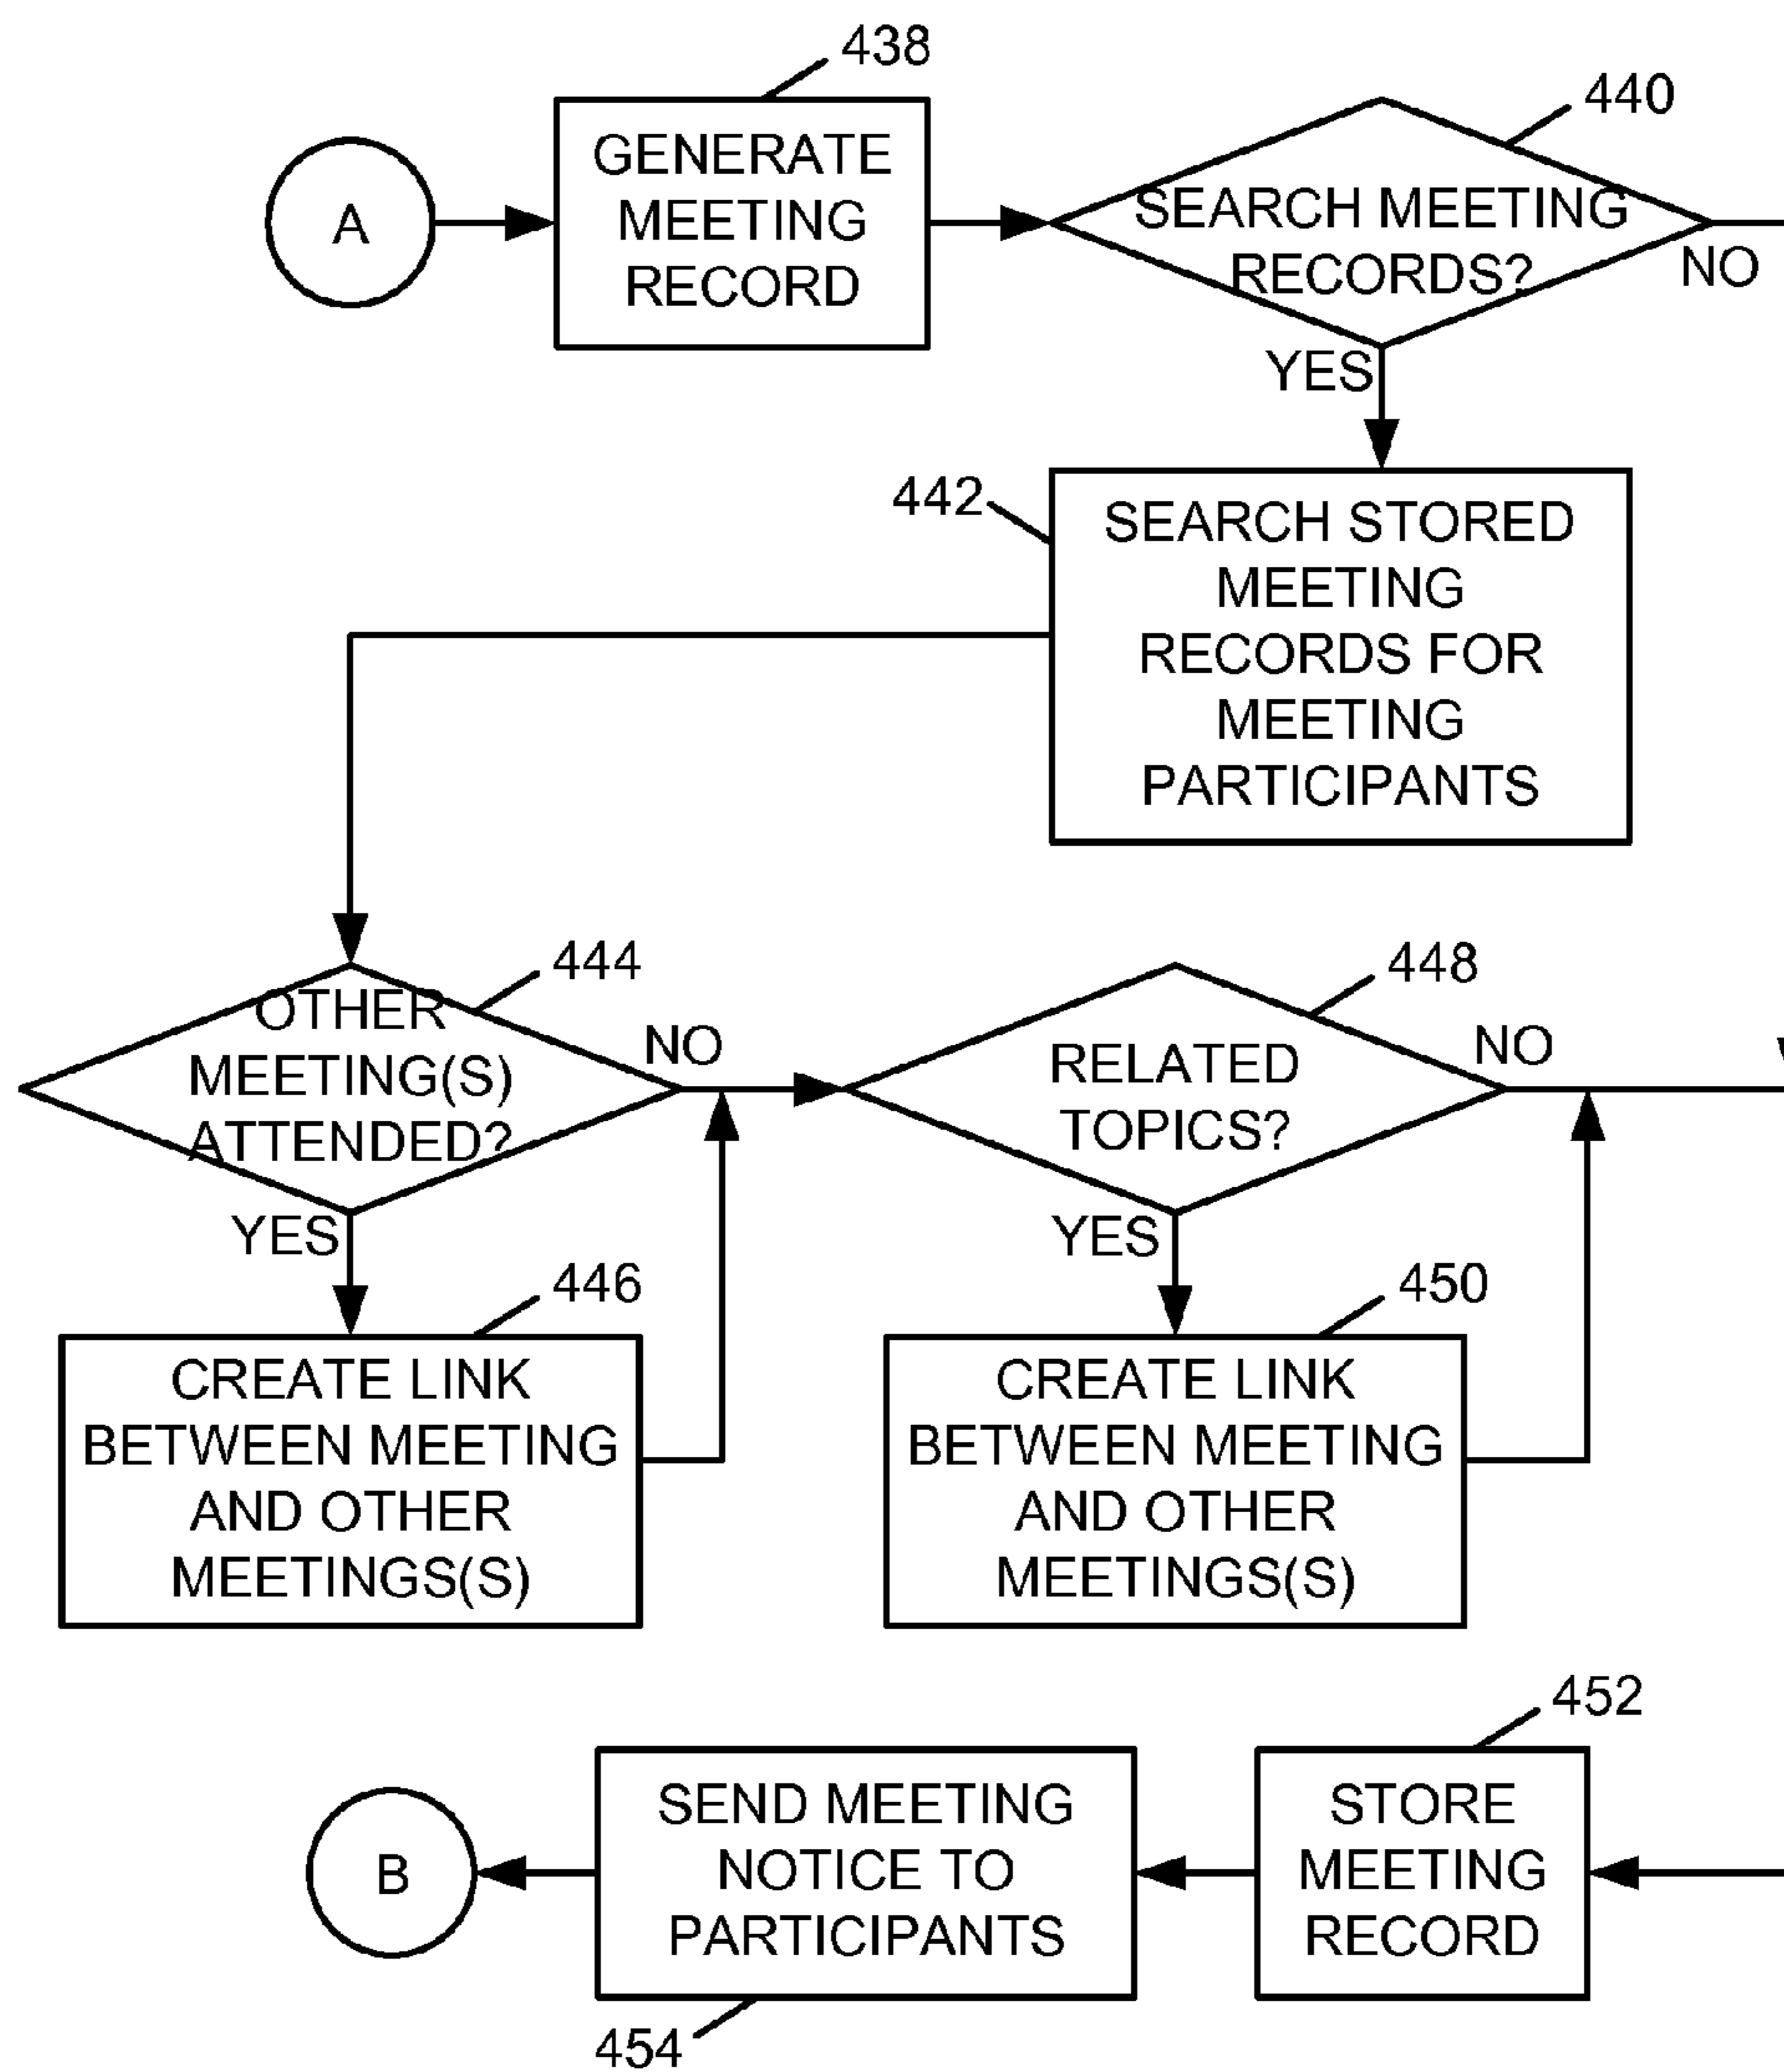 438
440
A
GENERATE
MEETING
RECORD
SEARCH MEETING
RECORDS?
NO
YES
442
SEARCH STORED
MEETING
RECORDS FOR
MEETING
PARTICIPANTS
444
OTHER
MEETING(S)
ATTENDED?
NO
448
RELATED
TOPICS?
NO
YES
YES
446
CREATE LINK
BETWEEN MEETING
AND OTHER
MEETINGS(S)
450
CREATE LINK
BETWEEN MEETING
AND OTHER
MEETINGS(S)
452
STORE
MEETING
RECORD
SEND MEETING
NOTICE TO
PARTICIPANTS
454
B